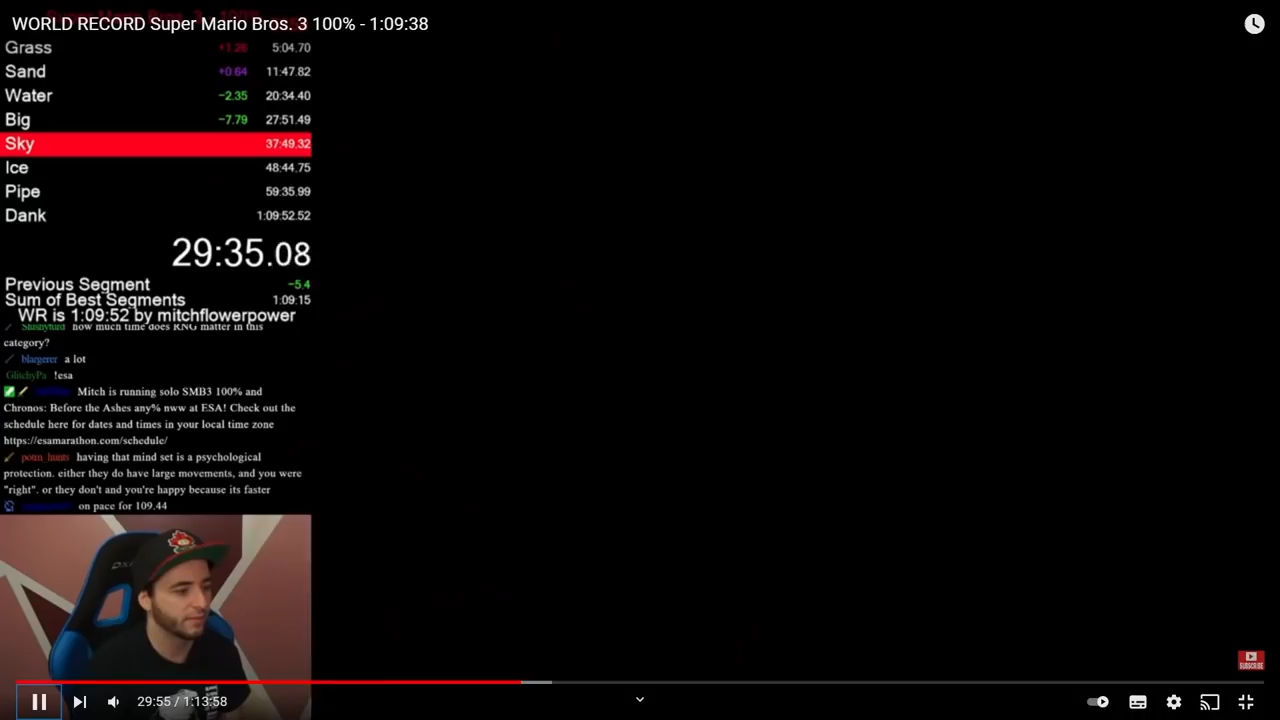 WORLD RECORD Super Mario Bros. 3 100% - 1:09:38
Grass +1.26 5:04.70
Sand +0.64 11:47.82
Water −2.35 20:34.40
Big −7.79 27:51.49
Sky 37:49.32
Ice 48:44.75
Pipe 59:35.99
Dank 1:09:52.52
29:35.08
Previous Segment −5.4
Sum of Best Segments 1:09:15
WR is 1:09:52 by mitchflowerpower
Slushyturd how much time does RNG matter in this
category?
blargerer a lot
GlitchyPa !esa
Mitch is running solo SMB3 100% and
Chronos: Before the Ashes any% nww at ESA! Check out the
schedule here for dates and times in your local time zone
https://esamarathon.com/schedule/
having that mind set is a psychological
protection. either they do have large movements, and you were
"right". or they don't and you're happy because its faster
on pace for 109.44
SUBSCRIBE
29:55 / 1:13:58